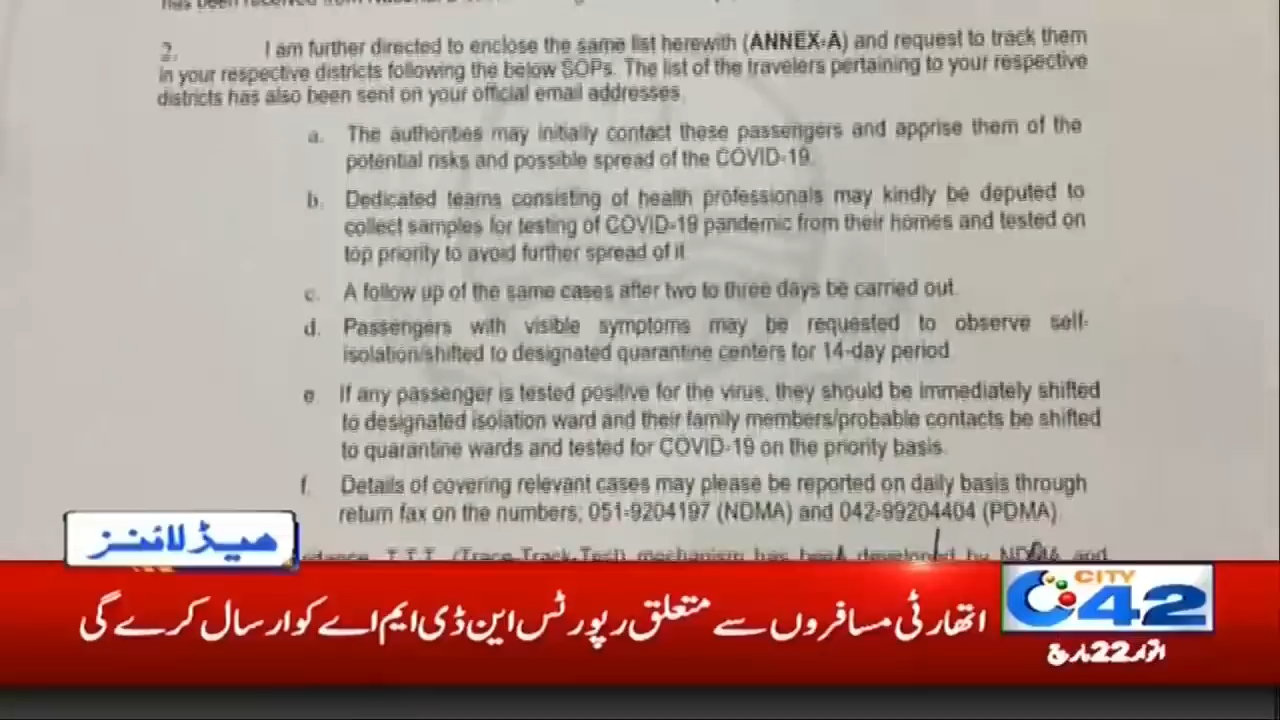 2. I am further directed to enclose the same list herewith (ANNEX-A) and request to track them
in your respective districts following the below SOPs. The list of the travelers pertaining to your respective
districts has also been sent on your official email addresses.
a. The authorities may initially contact these passengers and apprise them of the
potential risks and possible spread of the COVID-19.
b. Dedicated teams consisting of health professionals may kindly be deputed to
collect samples for testing of COVID-19 pandemic from their homes and tested on
top priority to avoid further spread of it
c. A follow up of the same cases after two to three days be carried out.
d. Passengers with visible symptoms may be requested to observe self-
isolation/shifted to designated quarantine centers for 14-day period
e. If any passenger is tested positive for the virus, they should be immediately shifted
to designated isolation ward and their family members/probable contacts be shifted
to quarantine wards and tested for COVID-19 on the priority basis.
f. Details of covering relevant cases may please be reported on daily basis through
return fax on the numbers; 051-9204197 (NDMA) and 042-99204404 (PDMA)
T.T.T. (Trace,Track,Test) mechanism has been developed by NDMA and
ہیڈلائنز
CITY
42
اتھارٹی مسافروں سے متعلق رپورٹس این ڈی ایم اے کو ارسال کرے گی
اتوار 22 مارچ